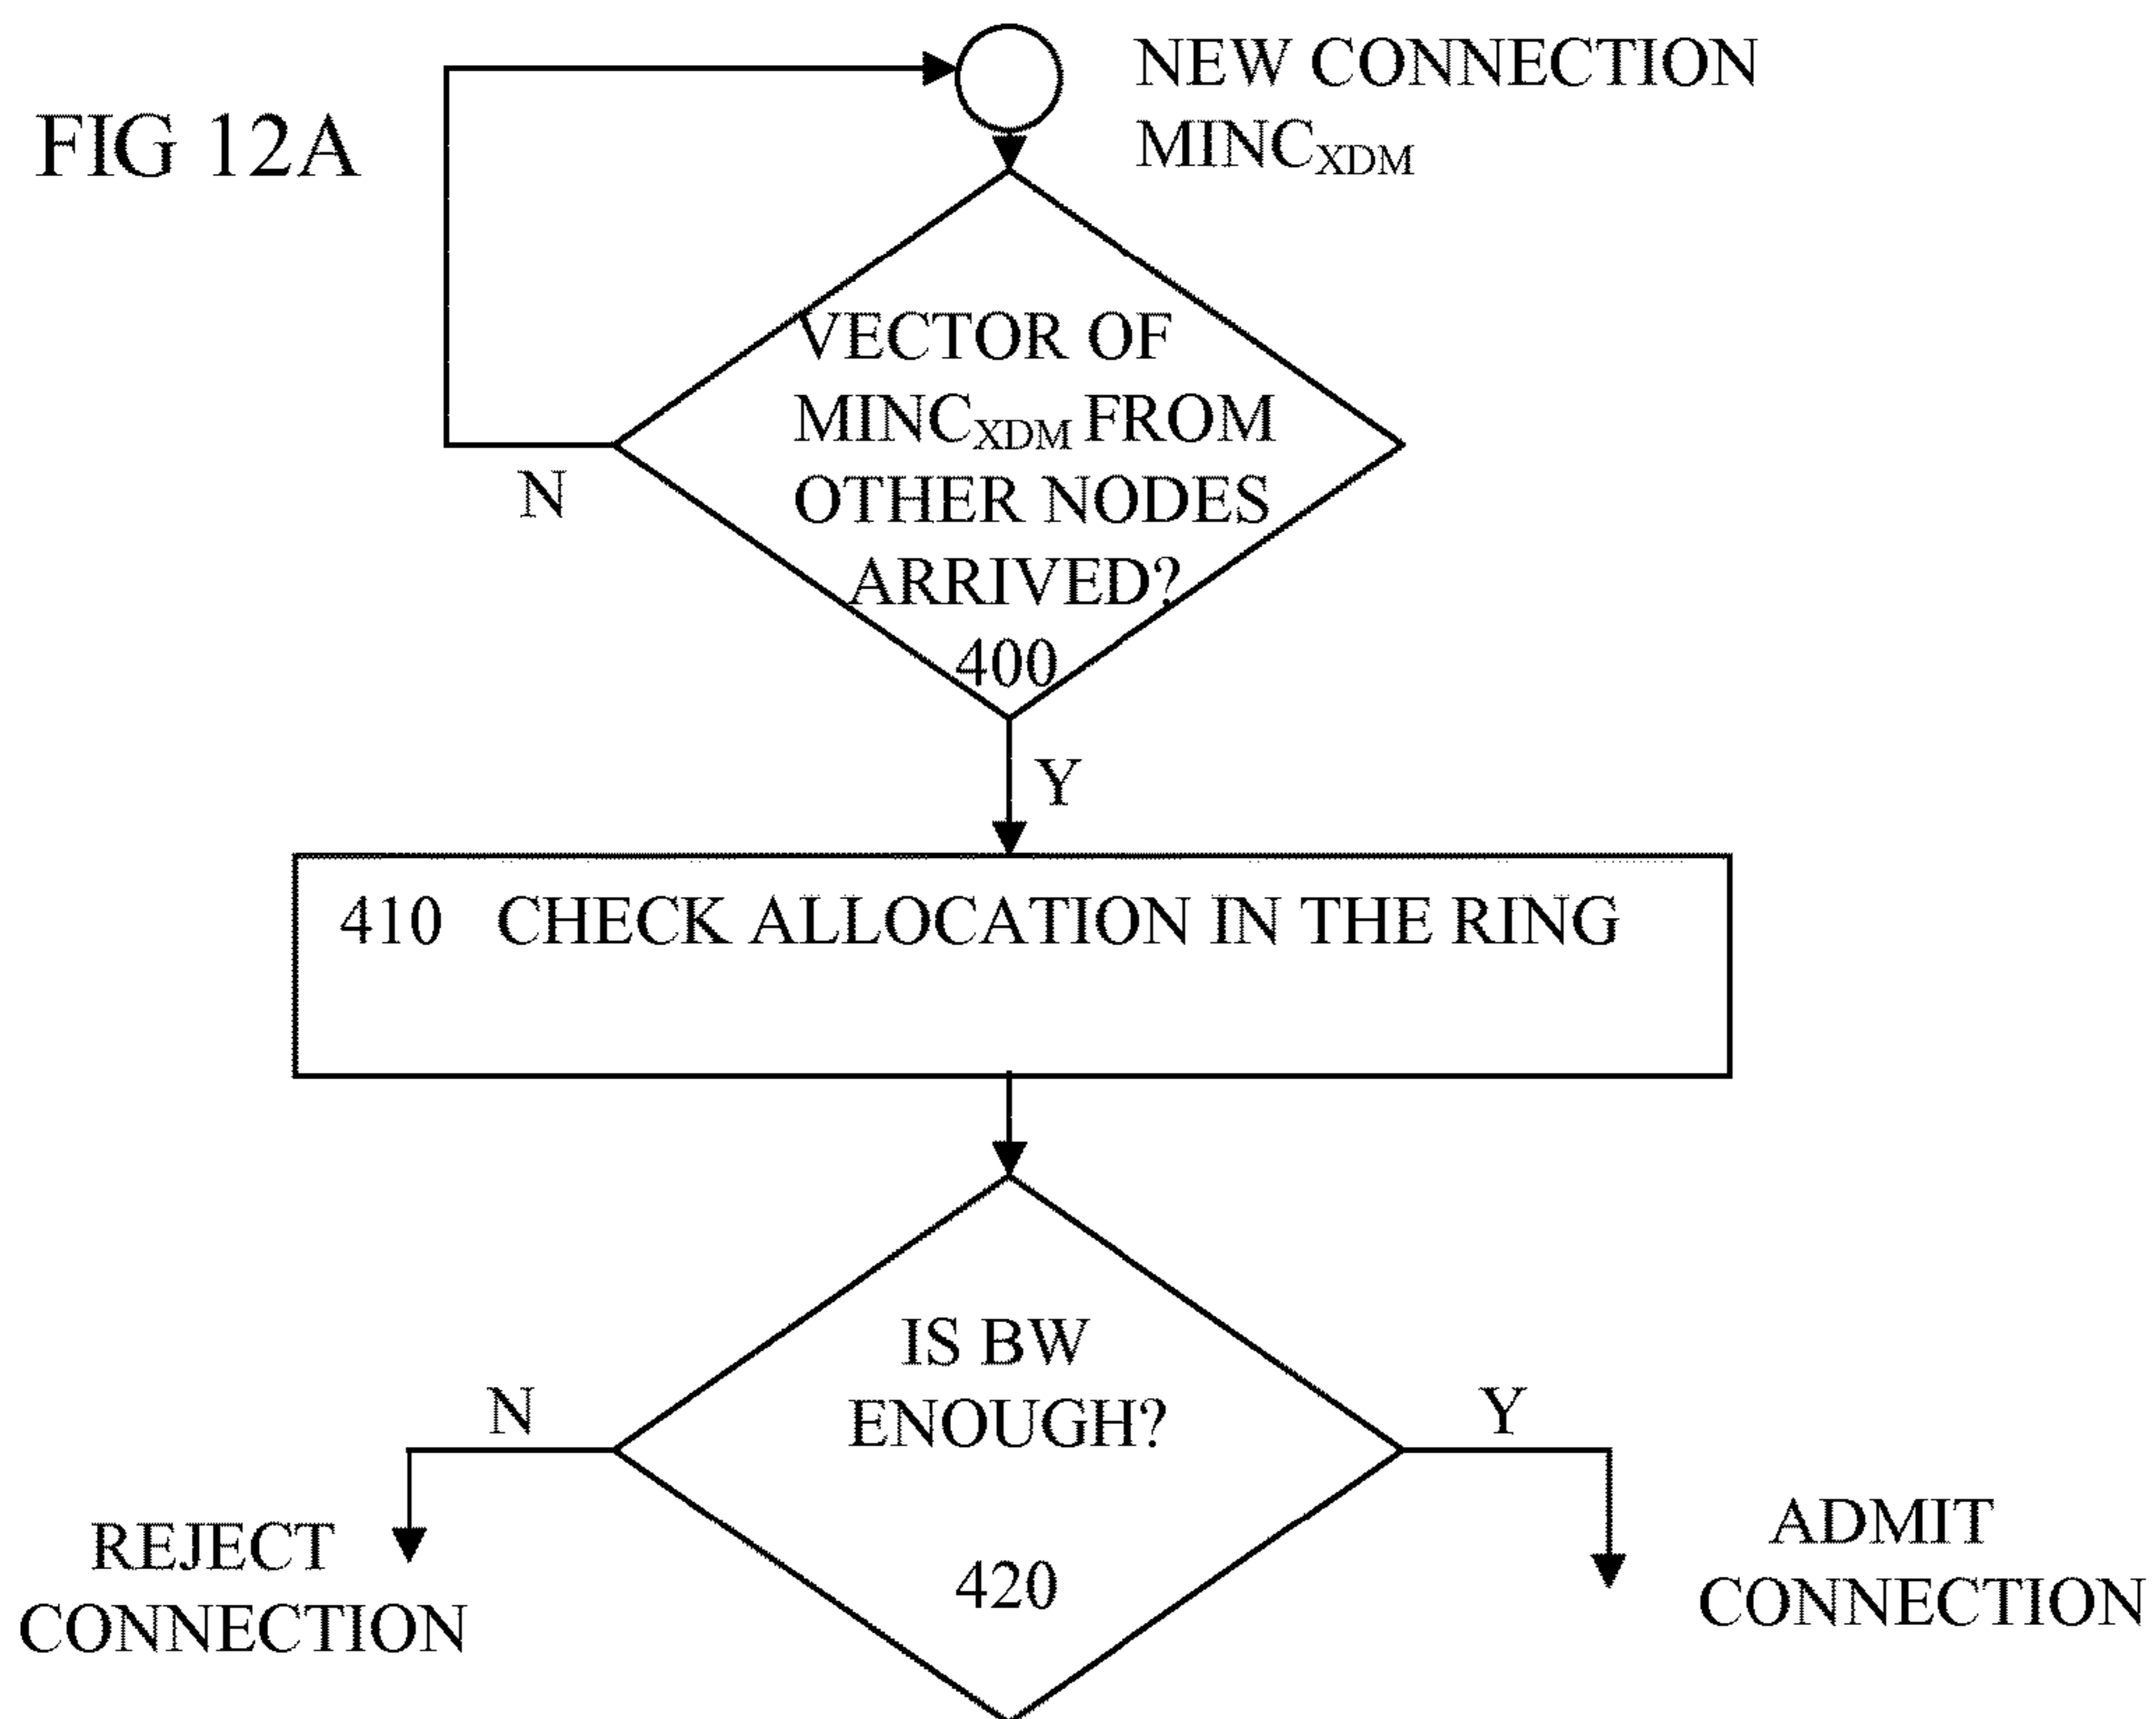 FIG 12A
NEW CONNECTION
MINCXDM
VECTOR OF
MINCXDM FROM
OTHER NODES
ARRIVED?
400
N
Y
410 CHECK ALLOCATION IN THE RING
IS BW
ENOUGH?
420
N
Y
REJECT
CONNECTION
ADMIT
CONNECTION